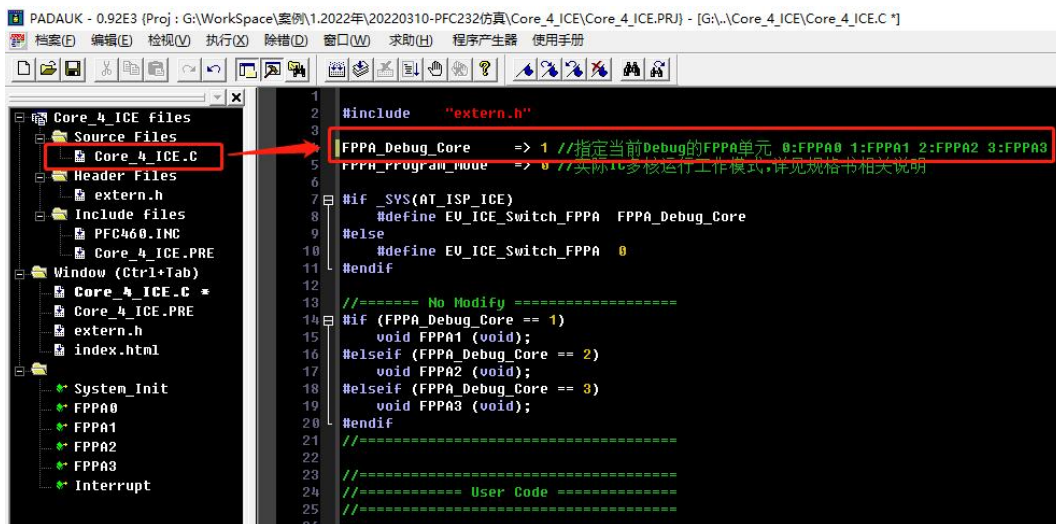 PADAUK - 0.92E3 {Proj : G:\WorkSpace\案例\1.2022年\20220310-PFC232仿真\Core_4_ICE\Core_4_ICE.PRJ} - [G:\..\Core_4_ICE\Core_4_ICE.C *]
档案(F) 编辑(E) 检视(V) 执行(X) 除错(D) 窗口(W) 求助(H) 程序产生器 使用手册
Core_4_ICE files
Source Files
Core_4_ICE.C
Header Files
extern.h
Include files
PFC460.INC
Core_4_ICE.PRE
Window (Ctrl+Tab)
Core_4_ICE.C *
Core_4_ICE.PRE
extern.h
index.html
System_Init
FPPA0
FPPA1
FPPA2
FPPA3
Interrupt
1
2 #include "extern.h"
3
FPPA_Debug_Core => 1 //指定当前Debug的FPPA单元 0:FPPA0 1:FPPA1 2:FPPA2 3:FPPA3
5 FPPA_Program_Mode => 0 //实际IC多核运行工作模式,详见规格书相关说明
6
7 #if _SYS(AT_ISP_ICE)
8 #define EV_ICE_Switch_FPPA FPPA_Debug_Core
9 #else
10 #define EV_ICE_Switch_FPPA 0
11 #endif
12
13 //======= No Modify ===================
14 #if (FPPA_Debug_Core == 1)
15 void FPPA1 (void);
16 #elseif (FPPA_Debug_Core == 2)
17 void FPPA2 (void);
18 #elseif (FPPA_Debug_Core == 3)
19 void FPPA3 (void);
20 #endif
21 //=====================================
22
23 //=====================================
24 //============ User Code ==============
25 //=====================================